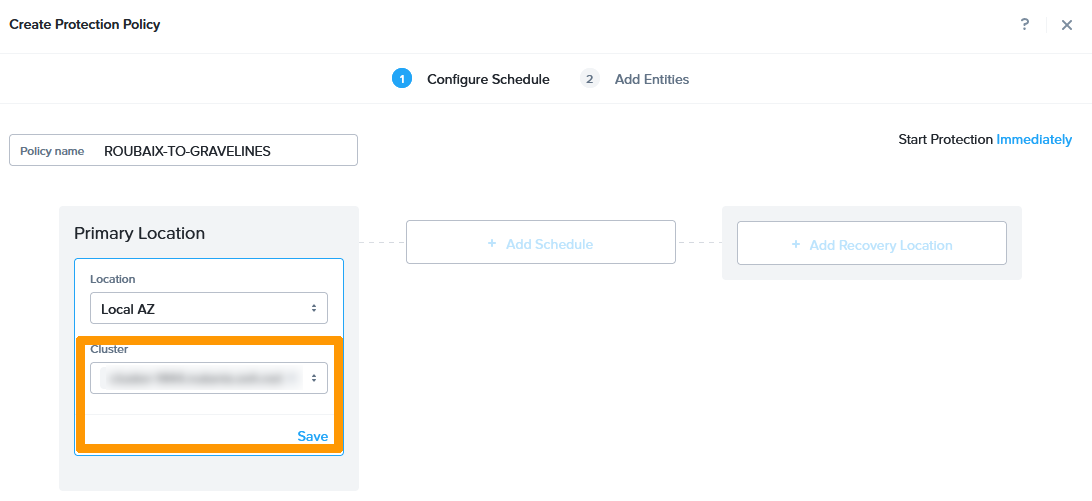 Create Protection Policy
?
1 Configure Schedule 2 Add Entities
Policy name ROUBAIX-TO-GRAVELINES
Start Protection Immediately
Primary Location
Location
Local AZ
Cluster
Save
+ Add Schedule
+ Add Recovery Location